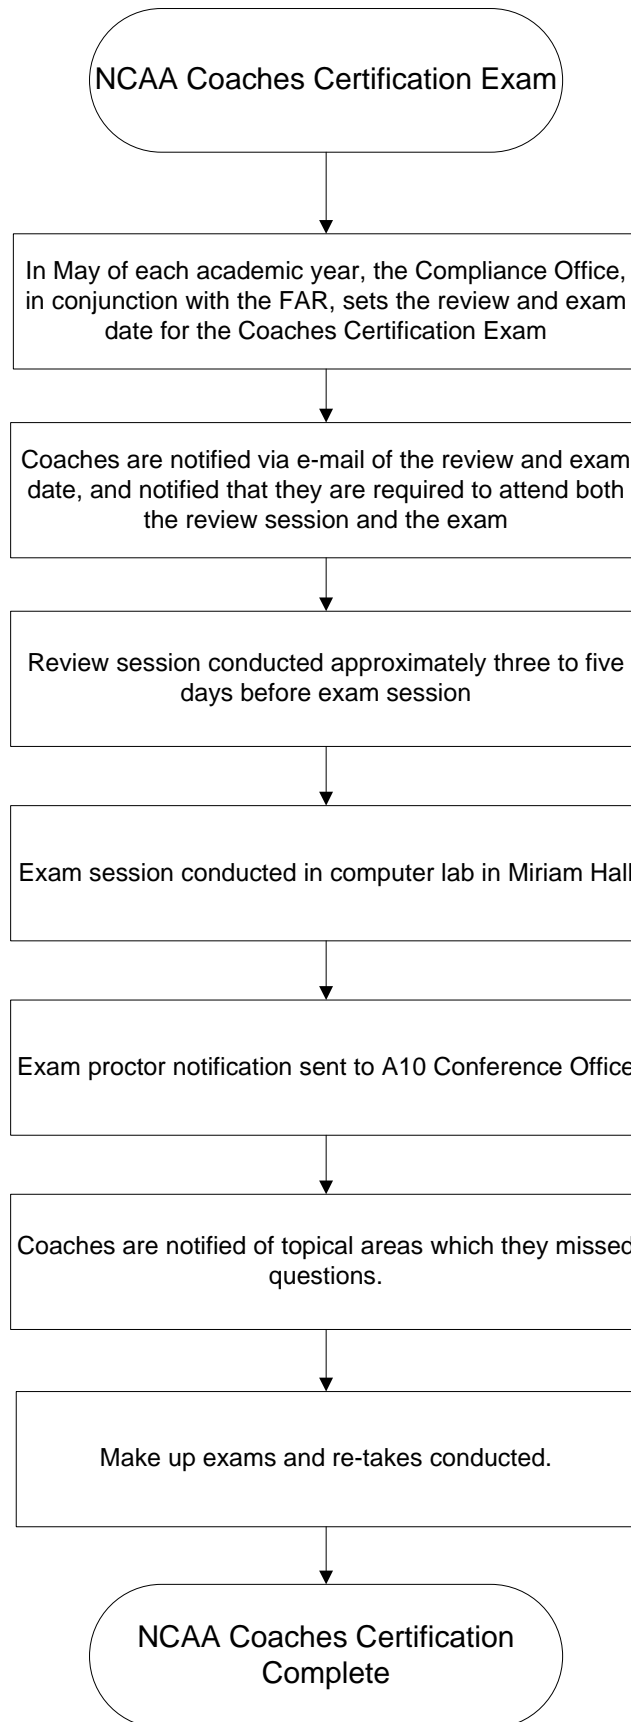 NCAA Coaches Certification Exam
In May of each academic year, the Compliance Office,
in conjunction with the FAR, sets the review and exam
date for the Coaches Certification Exam
Coaches are notified via e-mail of the review and exam
date, and notified that they are required to attend both
the review session and the exam
Review session conducted approximately three to five
days before exam session
Exam session conducted in computer lab in Miriam Hall
Exam proctor notification sent to A10 Conference Office
Coaches are notified of topical areas which they missed
questions.
Make up exams and re-takes conducted.
NCAA Coaches Certification
Complete